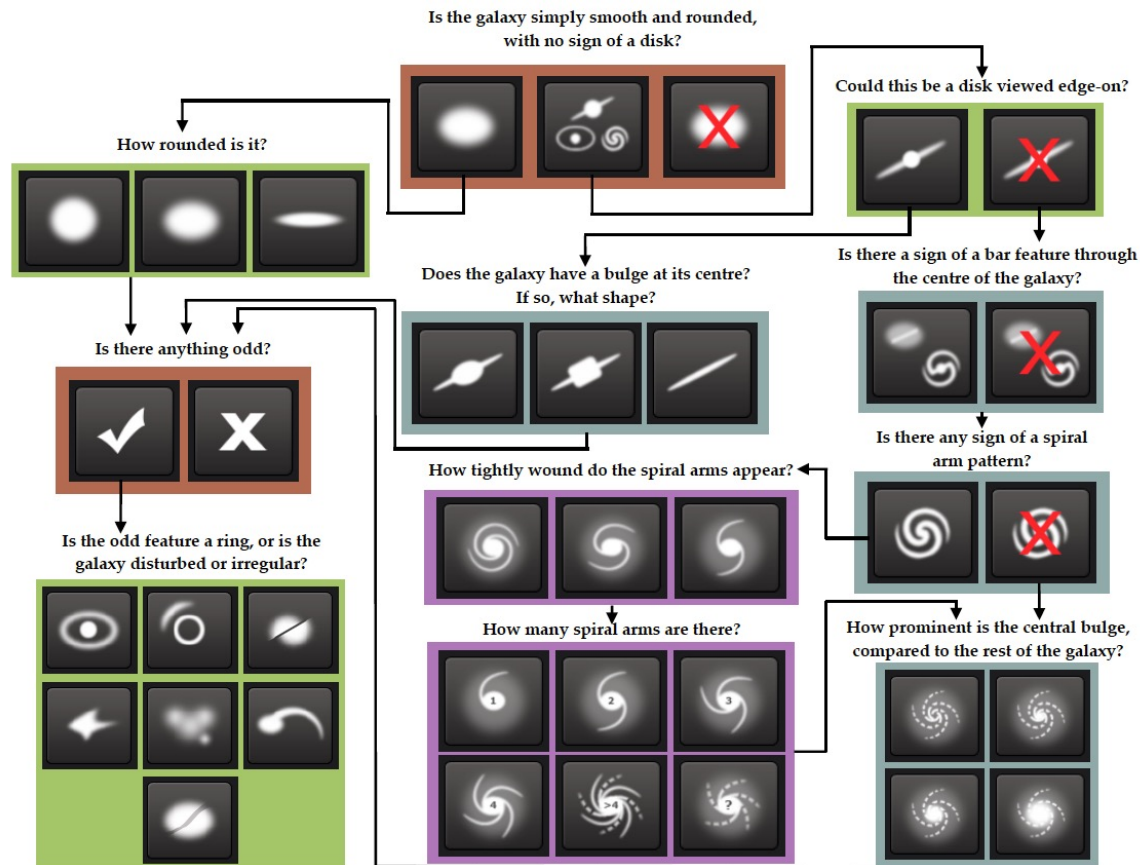 Is the galaxy simply smooth and rounded,
with no sign of a disk?
Could this be a disk viewed edge-on?
How rounded is it?
Does the galaxy have a bulge at its centre?
If so, what shape?
Is there a sign of a bar feature through
the centre of the galaxy?
Is there anything odd?
Is there any sign of a spiral
arm pattern?
How tightly wound do the spiral arms appear?
Is the odd feature a ring, or is the
galaxy disturbed or irregular?
How many spiral arms are there?
1
2
3
4
>4
?
How prominent is the central bulge,
compared to the rest of the galaxy?